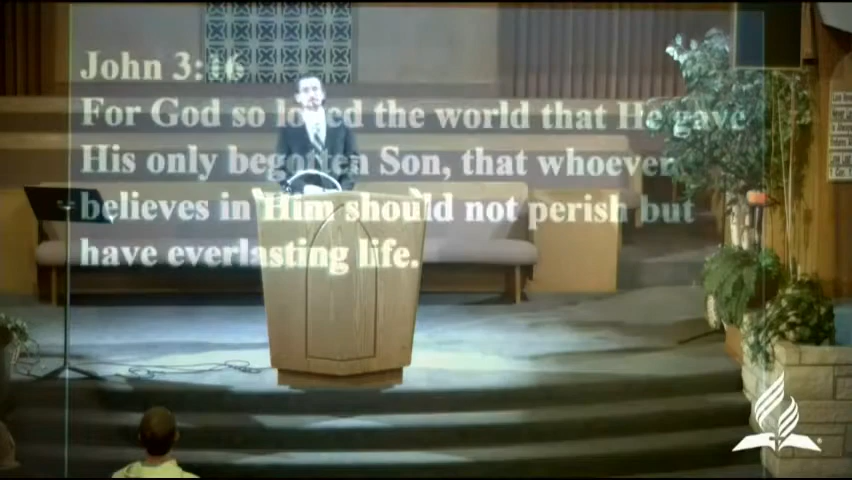 John 3:16
For God so loved the world that He gave
His only begotten Son, that whoever
believes in Him should not perish but
have everlasting life.